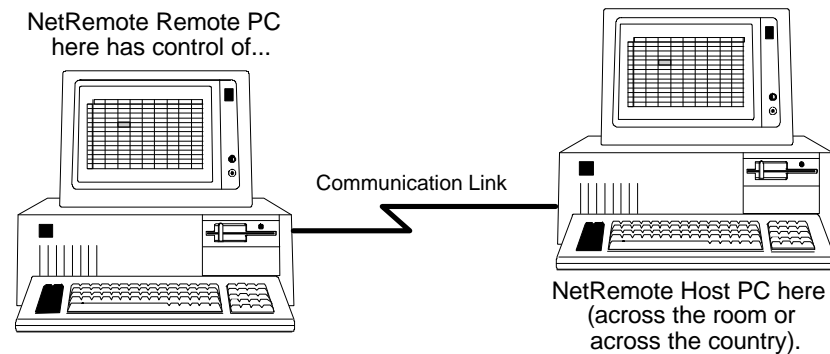 NetRemote Remote PC
here has control of...
Communication Link
NetRemote Host PC here
(across the room or
across the country).